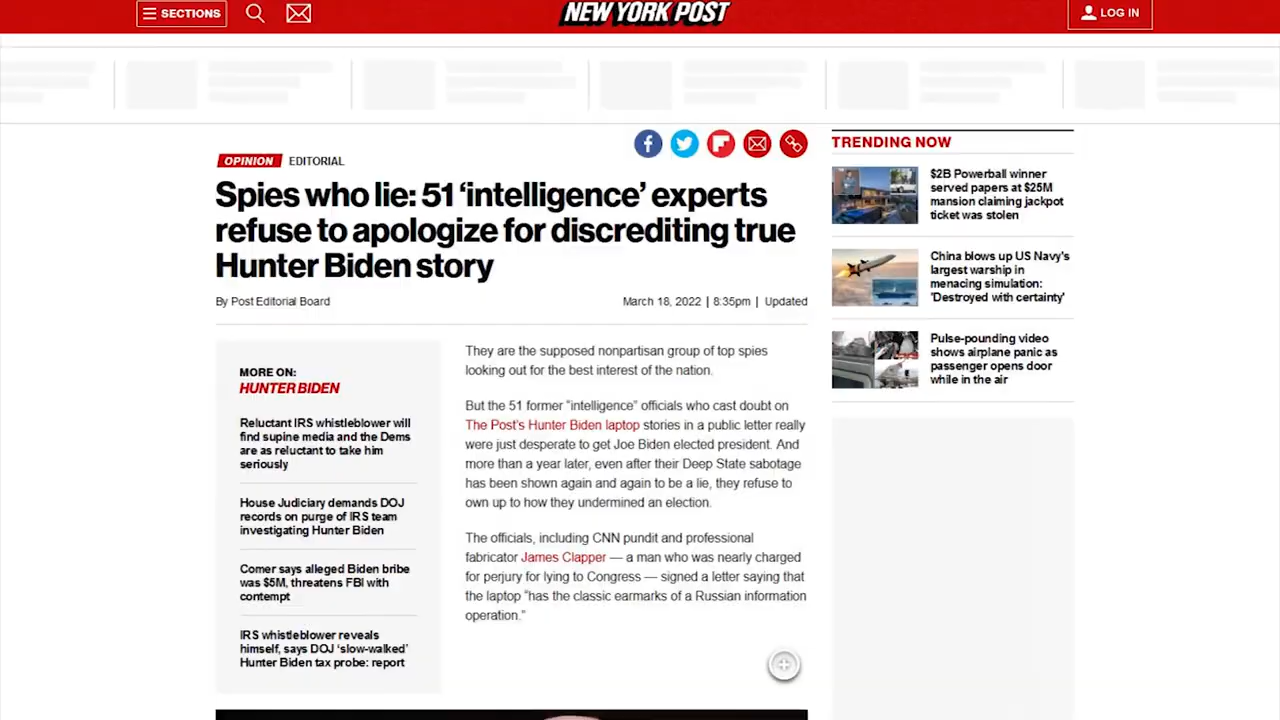 SECTIONS
NEW YORK POST
LOG IN
OPINION EDITORIAL
Spies who lie: 51 ‘intelligence’ experts
refuse to apologize for discrediting true
Hunter Biden story
By Post Editorial Board
March 18, 2022 | 8:35pm | Updated
MORE ON:
HUNTER BIDEN
Reluctant IRS whistleblower will
find supine media and the Dems
are as reluctant to take him
seriously
House Judiciary demands DOJ
records on purge of IRS team
investigating Hunter Biden
Comer says alleged Biden bribe
was $5M, threatens FBI with
contempt
IRS whistleblower reveals
himself, says DOJ ‘slow-walked’
Hunter Biden tax probe: report
They are the supposed nonpartisan group of top spies
looking out for the best interest of the nation.
But the 51 former “intelligence” officials who cast doubt on
The Post’s Hunter Biden laptop stories in a public letter really
were just desperate to get Joe Biden elected president. And
more than a year later, even after their Deep State sabotage
has been shown again and again to be a lie, they refuse to
own up to how they undermined an election.
The officials, including CNN pundit and professional
fabricator James Clapper — a man who was nearly charged
for perjury for lying to Congress — signed a letter saying that
the laptop “has the classic earmarks of a Russian information
operation.”
TRENDING NOW
$2B Powerball winner
served papers at $25M
mansion claiming jackpot
ticket was stolen
China blows up US Navy's
largest warship in
menacing simulation:
'Destroyed with certainty'
Pulse-pounding video
shows airplane panic as
passenger opens door
while in the air